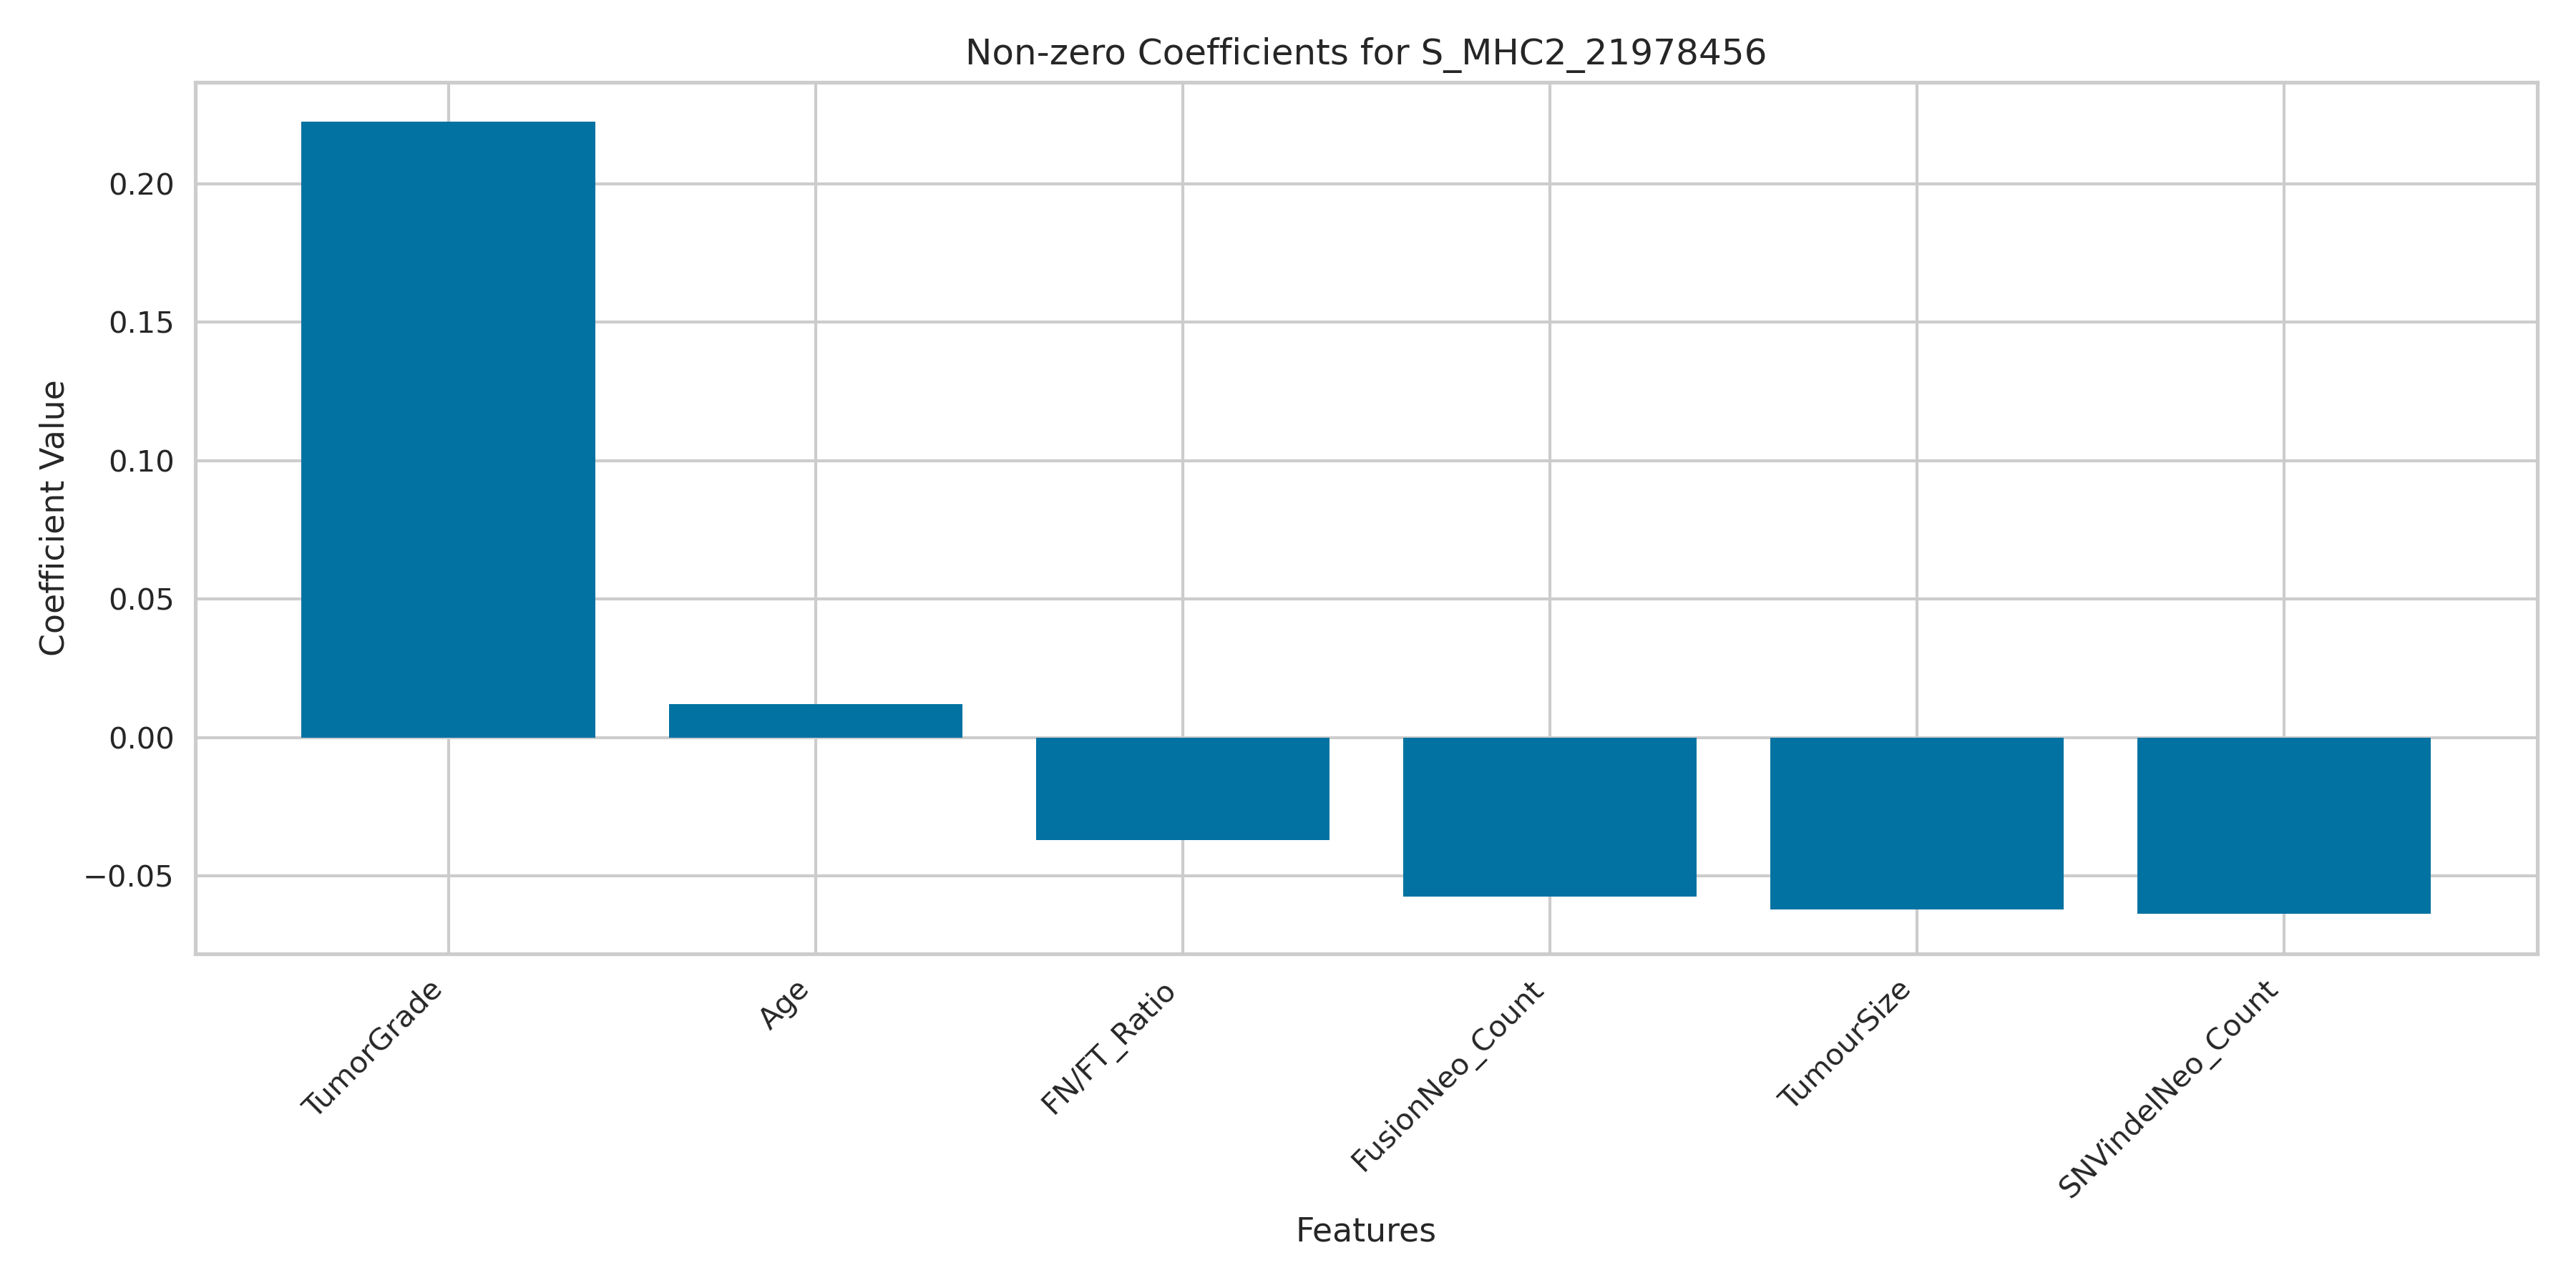 Non-zero Coefficients for S_MHC2_21978456
Coefficient Value
0.20
0.15
0.10
0.05
0.00
−0.05
TumorGrade
Age
FN/FT_Ratio
FusionNeo_Count
TumourSize
SNVindelNeo_Count
Features